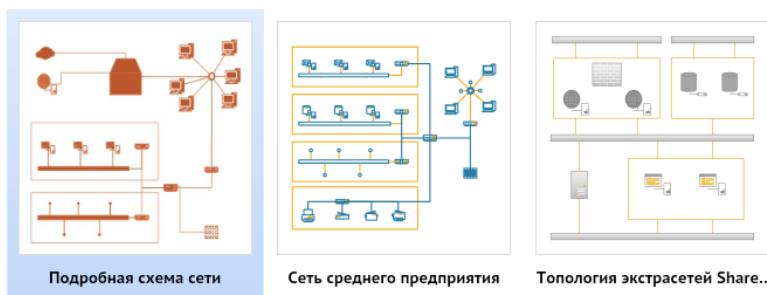 Подробная схема сети
Сеть среднего предприятия
Топология экстрасетей Share..